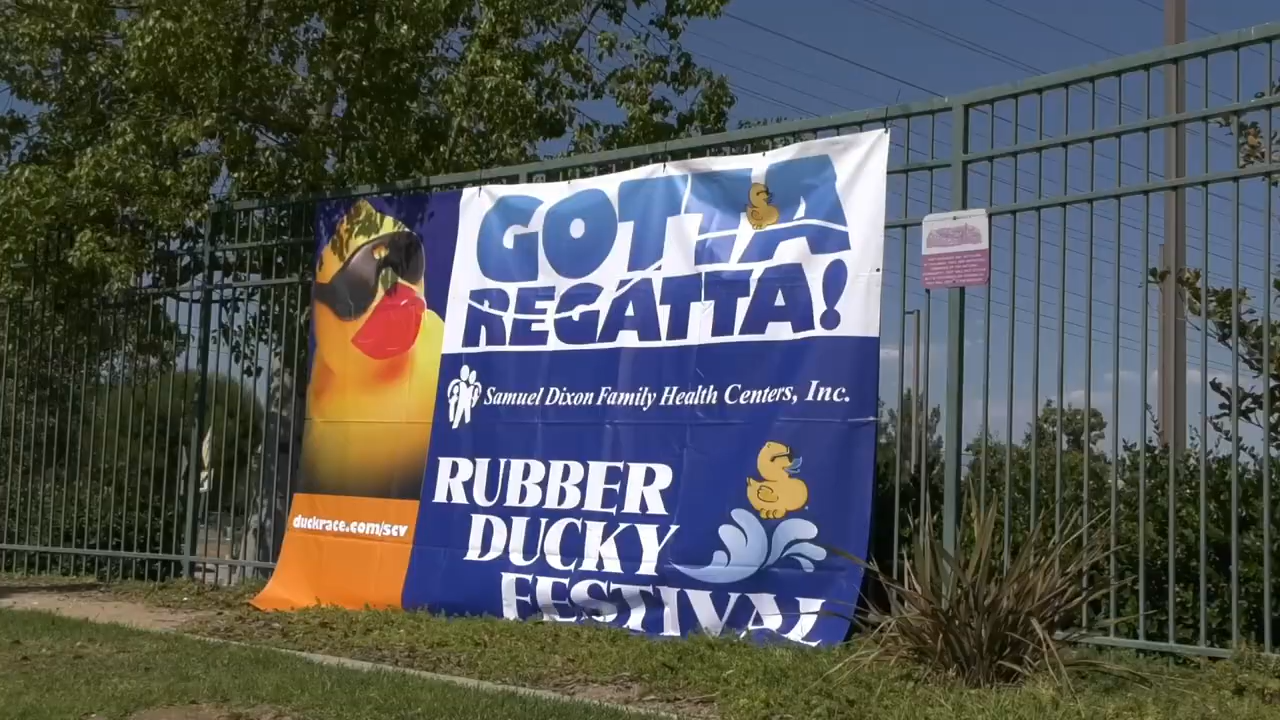 GOTTA
REGATTA!
Samuel Dixon Family Health Centers, Inc.
RUBBER
DUCKY
FESTIVAL
duckrace.com/scv